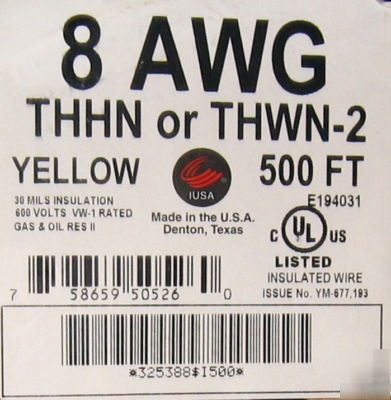 8 AWG
THHN or THWN-2
YELLOW
500 FT
30 MILS INSULATION
600 VOLTS VW-1 RATED
GAS & OIL RES II
IUSA
Made in the U.S.A.
Denton, Texas
E194031
C UL US
LISTED
INSULATED WIRE
ISSUE No. YM-677,193
7 58659 50526 0
*325388$I500*